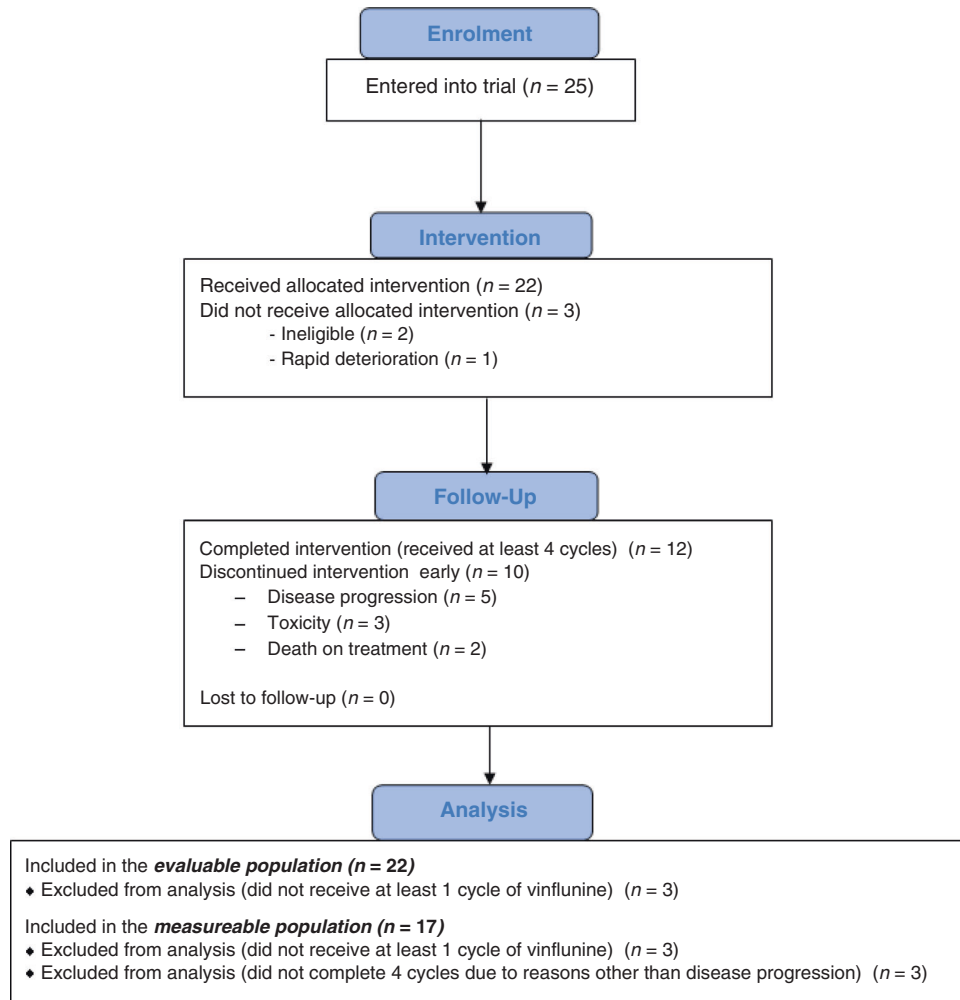 Enrolment
Entered into trial (n = 25)
Intervention
Received allocated intervention (n = 22)
Did not receive allocated intervention (n = 3)
- Ineligible (n = 2)
- Rapid deterioration (n = 1)
Follow-Up
Completed intervention (received at least 4 cycles) (n = 12)
Discontinued intervention early (n = 10)
– Disease progression (n = 5)
– Toxicity (n = 3)
– Death on treatment (n = 2)
Lost to follow-up (n = 0)
Analysis
Included in the evaluable population (n = 22)
♦ Excluded from analysis (did not receive at least 1 cycle of vinflunine) (n = 3)
Included in the measureable population (n = 17)
♦ Excluded from analysis (did not receive at least 1 cycle of vinflunine) (n = 3)
♦ Excluded from analysis (did not complete 4 cycles due to reasons other than disease progression) (n = 3)